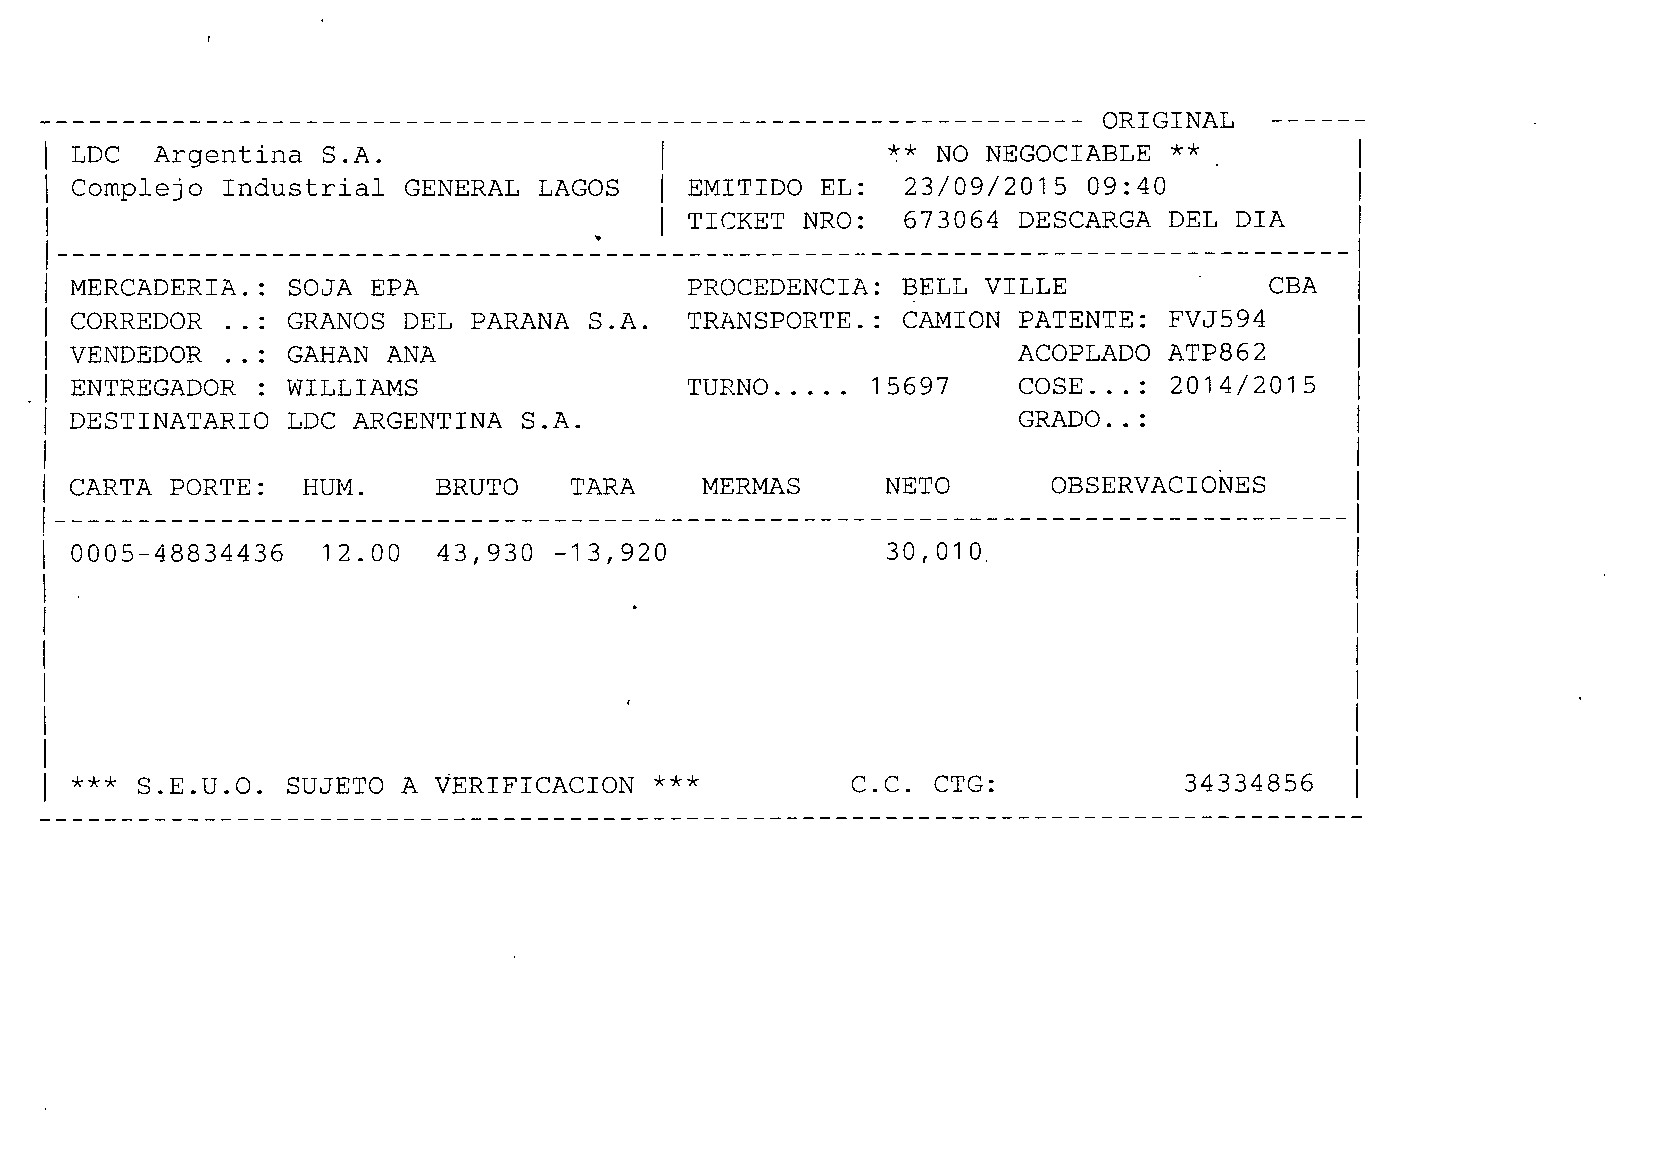 ORIGINAL
LDC Argentina S.A. ** NO NEGOCIABLE **
Complejo Industrial GENERAL LAGOS EMITIDO EL: 23/09/2015 09:40
TICKET NRO: 673064 DESCARGA DEL DIA
MERCADERIA.: SOJA EPA PROCEDENCIA: BELL VILLE CBA
CORREDOR ..: GRANOS DEL PARANA S.A. TRANSPORTE.: CAMION PATENTE: FVJ594
VENDEDOR ..: GAHAN ANA ACOPLADO ATP862
ENTREGADOR : WILLIAMS TURNO..... 15697 COSE...: 2014/2015
DESTINATARIO LDC ARGENTINA S.A. GRADO..:
CARTA PORTE: HUM. BRUTO TARA MERMAS NETO OBSERVACIONES
0005-48834436 12.00 43,930 -13,920 30,010
*** S.E.U.O. SUJETO A VERIFICACION *** C.C. CTG: 34334856